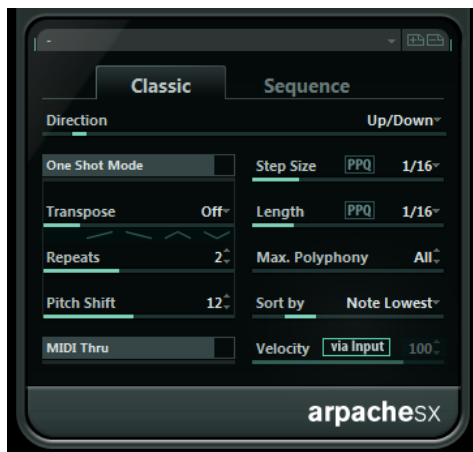 -
Classic Sequence
Direction Up/Down
One Shot Mode Step Size PPQ 1/16
Transpose Off Length PPQ 1/16
Repeats 2 Max. Polyphony All
Pitch Shift 12 Sort by Note Lowest
MIDI Thru Velocity via Input 100
arpacheSX